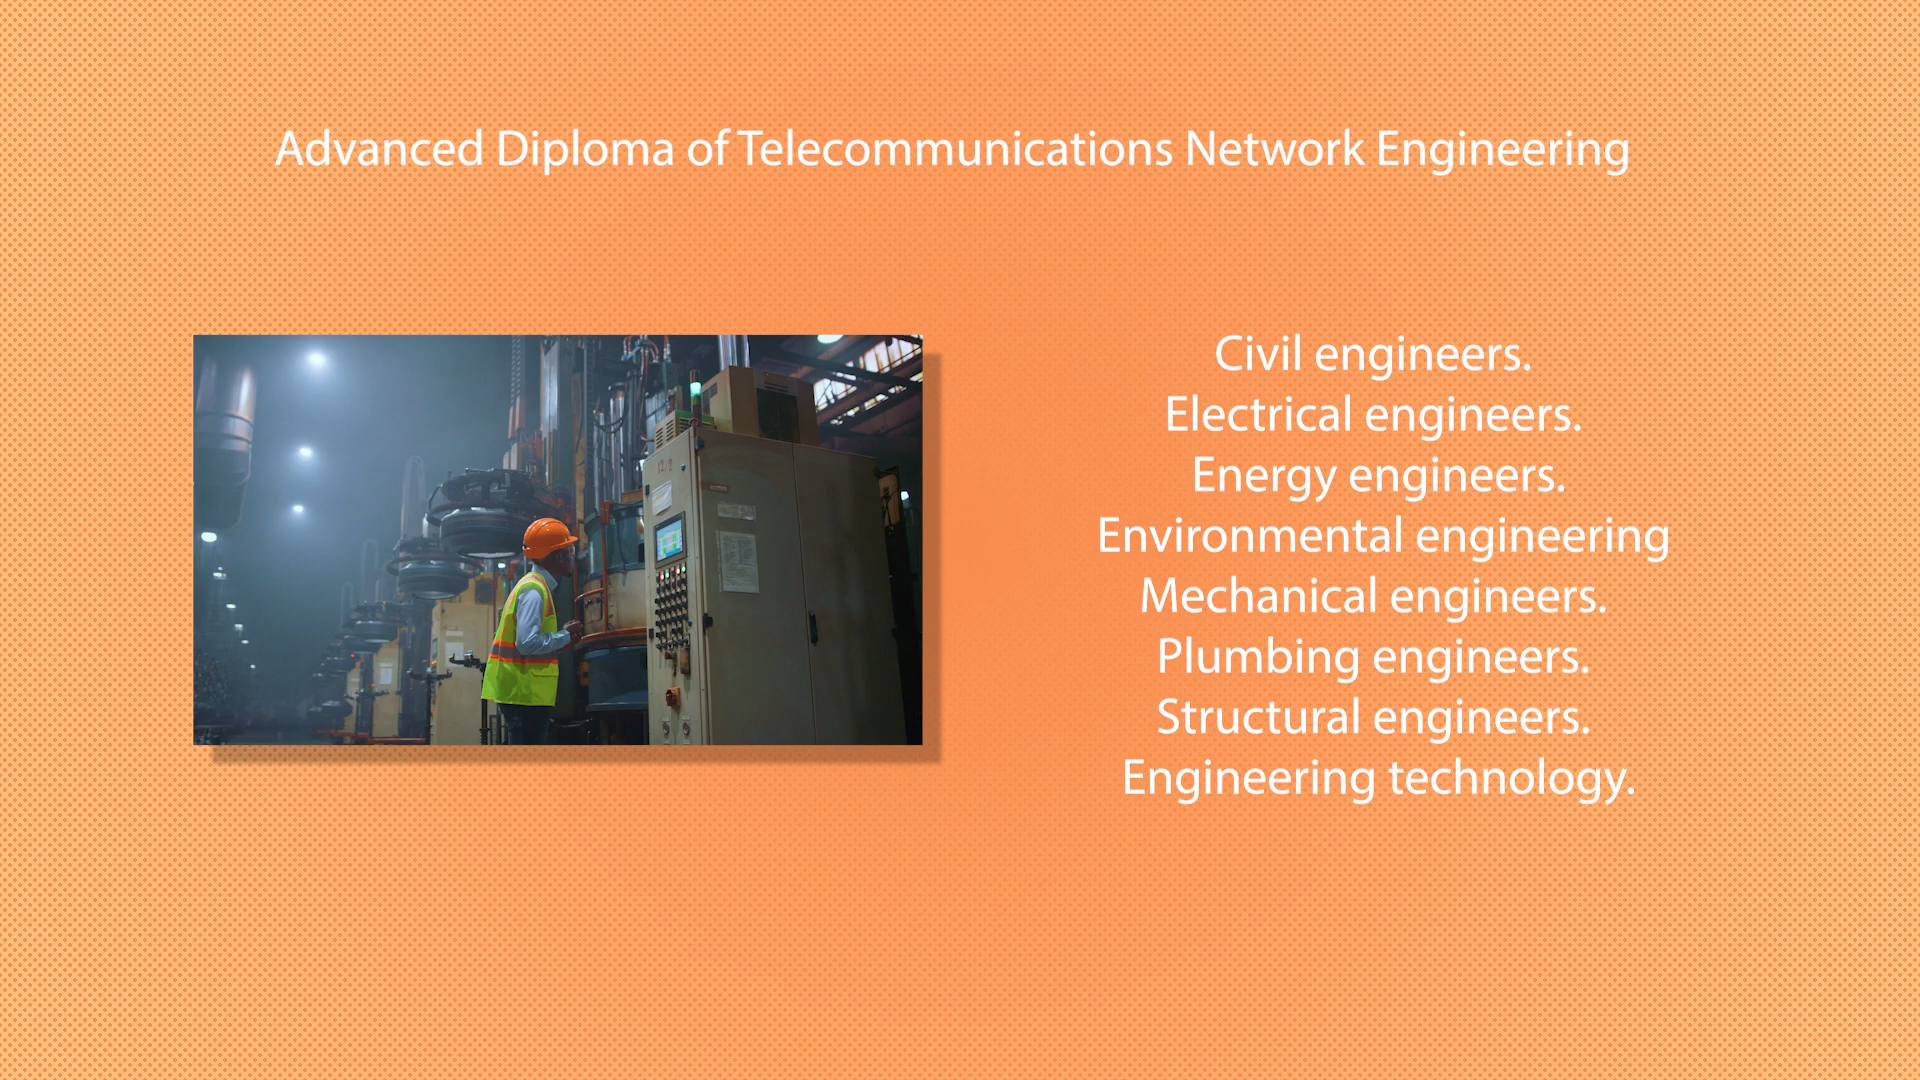 Advanced Diploma of Telecommunications Network Engineering
Civil engineers.
Electrical engineers.
Energy engineers.
Environmental engineering
Mechanical engineers.
Plumbing engineers.
Structural engineers.
Engineering technology.